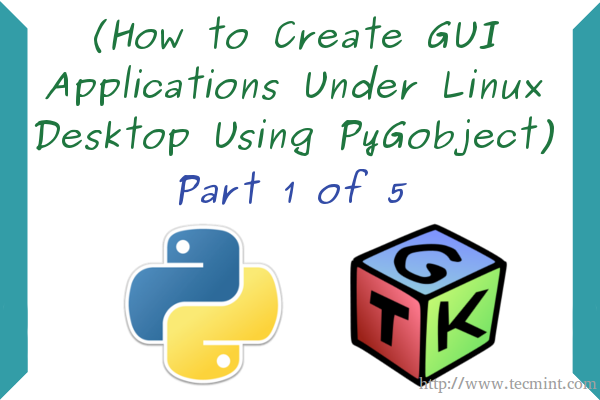 (How to Create GUI
Applications Under Linux
Desktop Using PyGobject)
Part 1 of 5
G
T K
http://www.tecmint.com